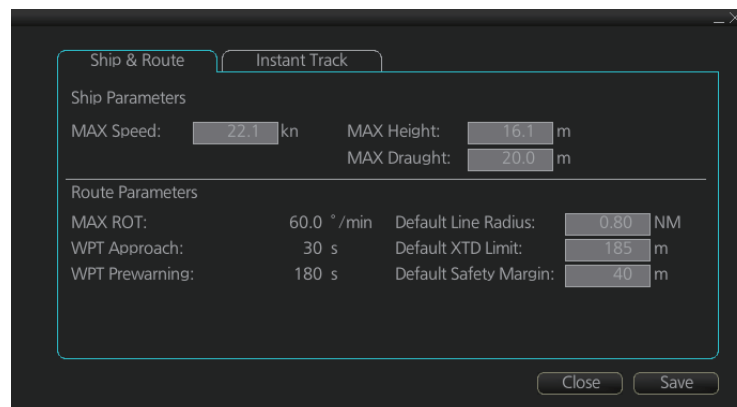 Ship & Route Instant Track
Ship Parameters
MAX Speed: 22.1 kn MAX Height: 16.1 m
MAX Draught: 20.0 m
Route Parameters
MAX ROT: 60.0 °/min Default Line Radius: 0.80 NM
WPT Approach: 30 s Default XTD Limit: 185 m
WPT Prewarning: 180 s Default Safety Margin: 40 m
Close Save